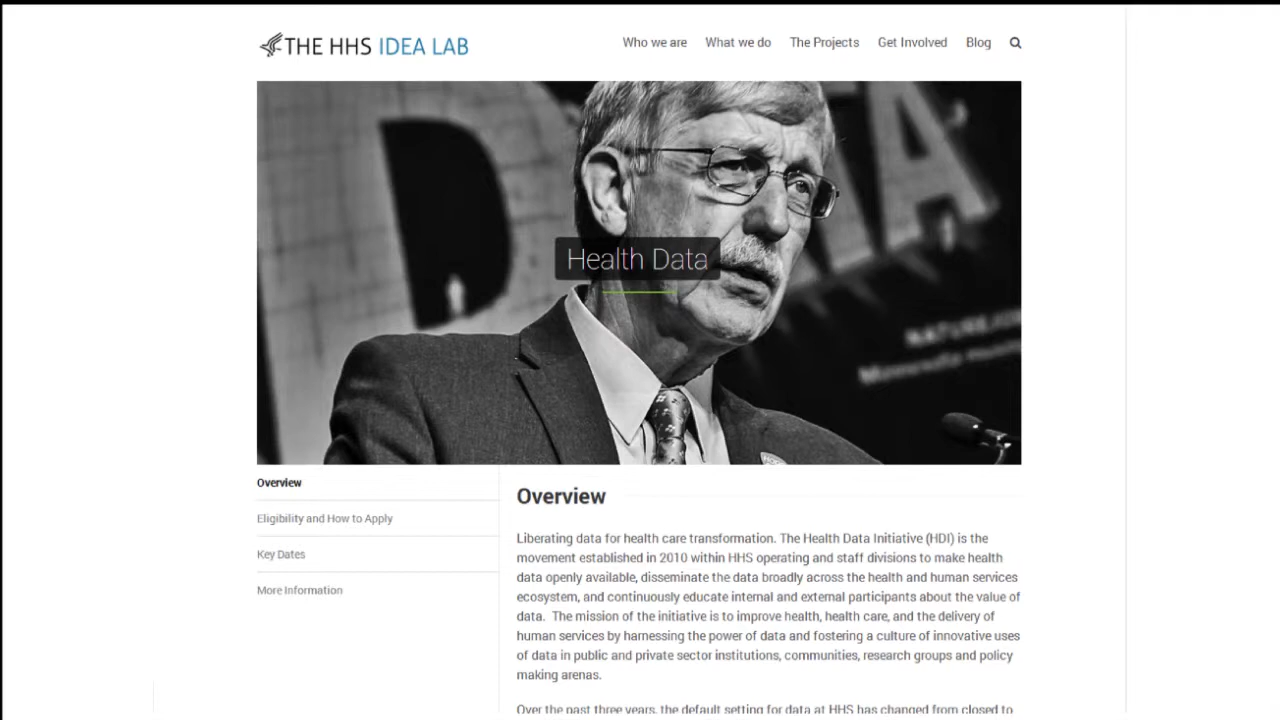 THE HHS IDEA LAB
Who we are What we do The Projects Get Involved Blog
Health Data
Overview
Eligibility and How to Apply
Key Dates
More Information
Overview
Liberating data for health care transformation. The Health Data Initiative (HDI) is the
movement established in 2010 within HHS operating and staff divisions to make health
data openly available, disseminate the data broadly across the health and human services
ecosystem, and continuously educate internal and external participants about the value of
data. The mission of the initiative is to improve health, health care, and the delivery of
human services by harnessing the power of data and fostering a culture of innovative uses
of data in public and private sector institutions, communities, research groups and policy
making arenas.
Over the past three years, the default setting for data at HHS has changed from closed to